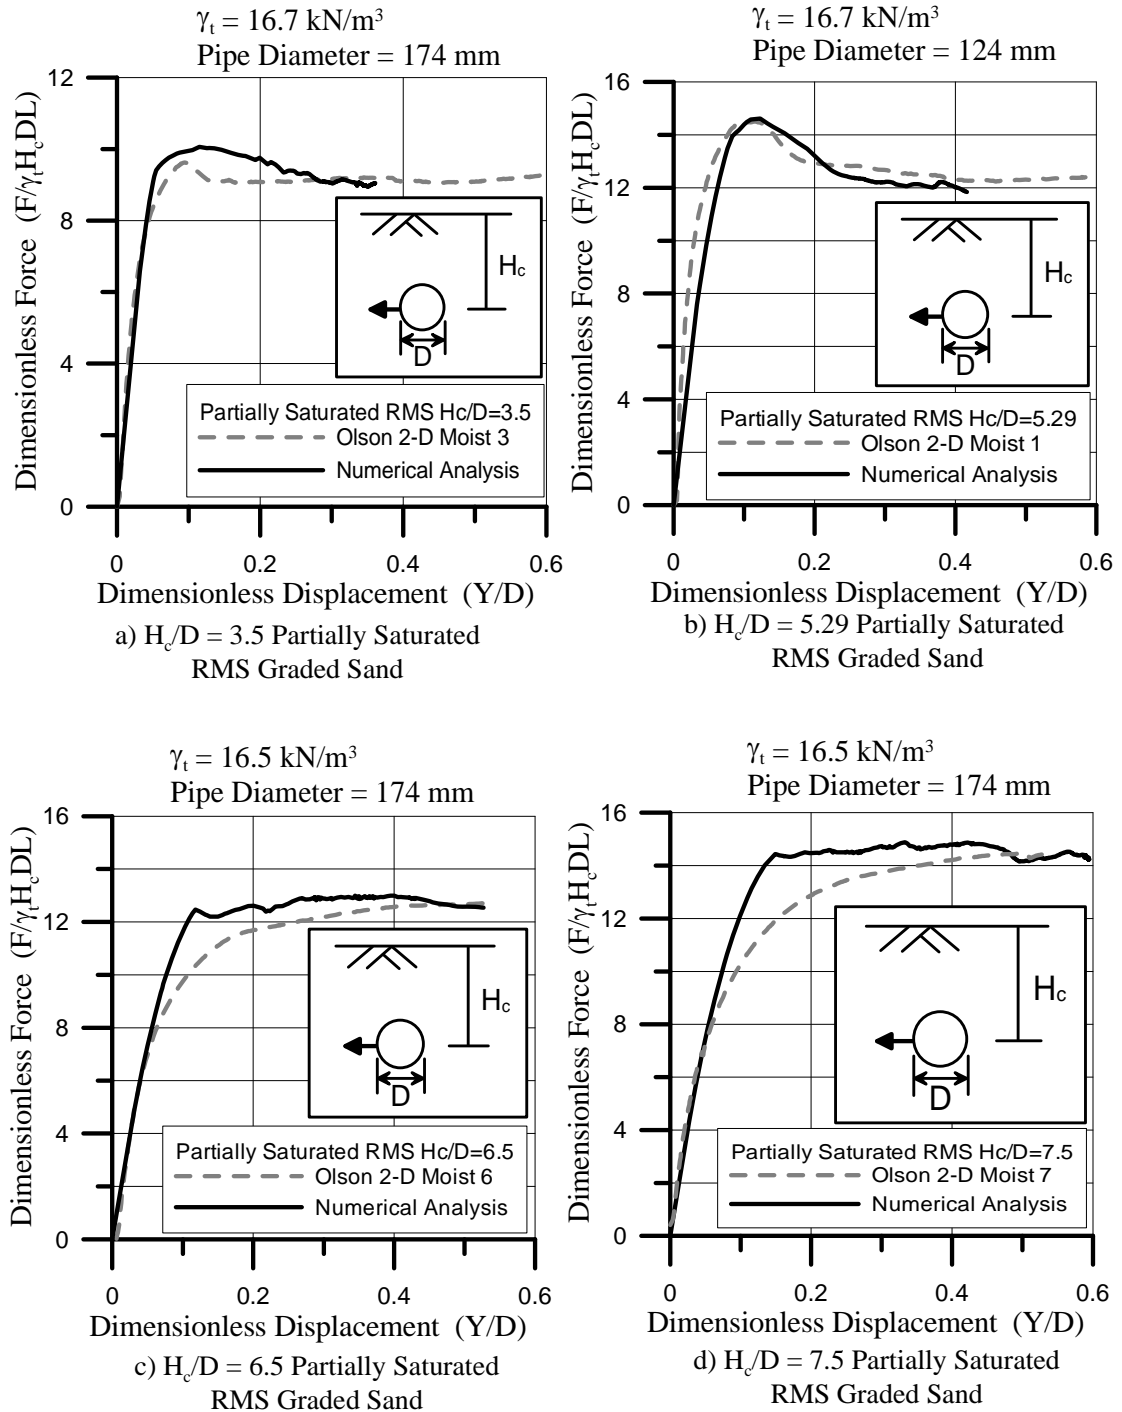 γt = 16.7 kN/m³
Pipe Diameter = 174 mm
Dimensionless Force (F/γtHcDL)
12
8
4
0
0
0.2
0.4
0.6
Hc
D
Partially Saturated RMS Hc/D=3.5
Olson 2-D Moist 3
Numerical Analysis
Dimensionless Displacement (Y/D)
a) Hc/D = 3.5 Partially Saturated
RMS Graded Sand
γt = 16.7 kN/m³
Pipe Diameter = 124 mm
Dimensionless Force (F/γtHcDL)
16
12
8
4
0
0
0.2
0.4
0.6
Hc
D
Partially Saturated RMS Hc/D=5.29
Olson 2-D Moist 1
Numerical Analysis
Dimensionless Displacement (Y/D)
b) Hc/D = 5.29 Partially Saturated
RMS Graded Sand
γt = 16.5 kN/m³
Pipe Diameter = 174 mm
Dimensionless Force (F/γtHcDL)
16
12
8
4
0
0
0.2
0.4
0.6
Hc
D
Partially Saturated RMS Hc/D=6.5
Olson 2-D Moist 6
Numerical Analysis
Dimensionless Displacement (Y/D)
c) Hc/D = 6.5 Partially Saturated
RMS Graded Sand
γt = 16.5 kN/m³
Pipe Diameter = 174 mm
Dimensionless Force (F/γtHcDL)
16
12
8
4
0
0
0.2
0.4
0.6
Hc
D
Partially Saturated RMS Hc/D=7.5
Olson 2-D Moist 7
Numerical Analysis
Dimensionless Displacement (Y/D)
d) Hc/D = 7.5 Partially Saturated
RMS Graded Sand